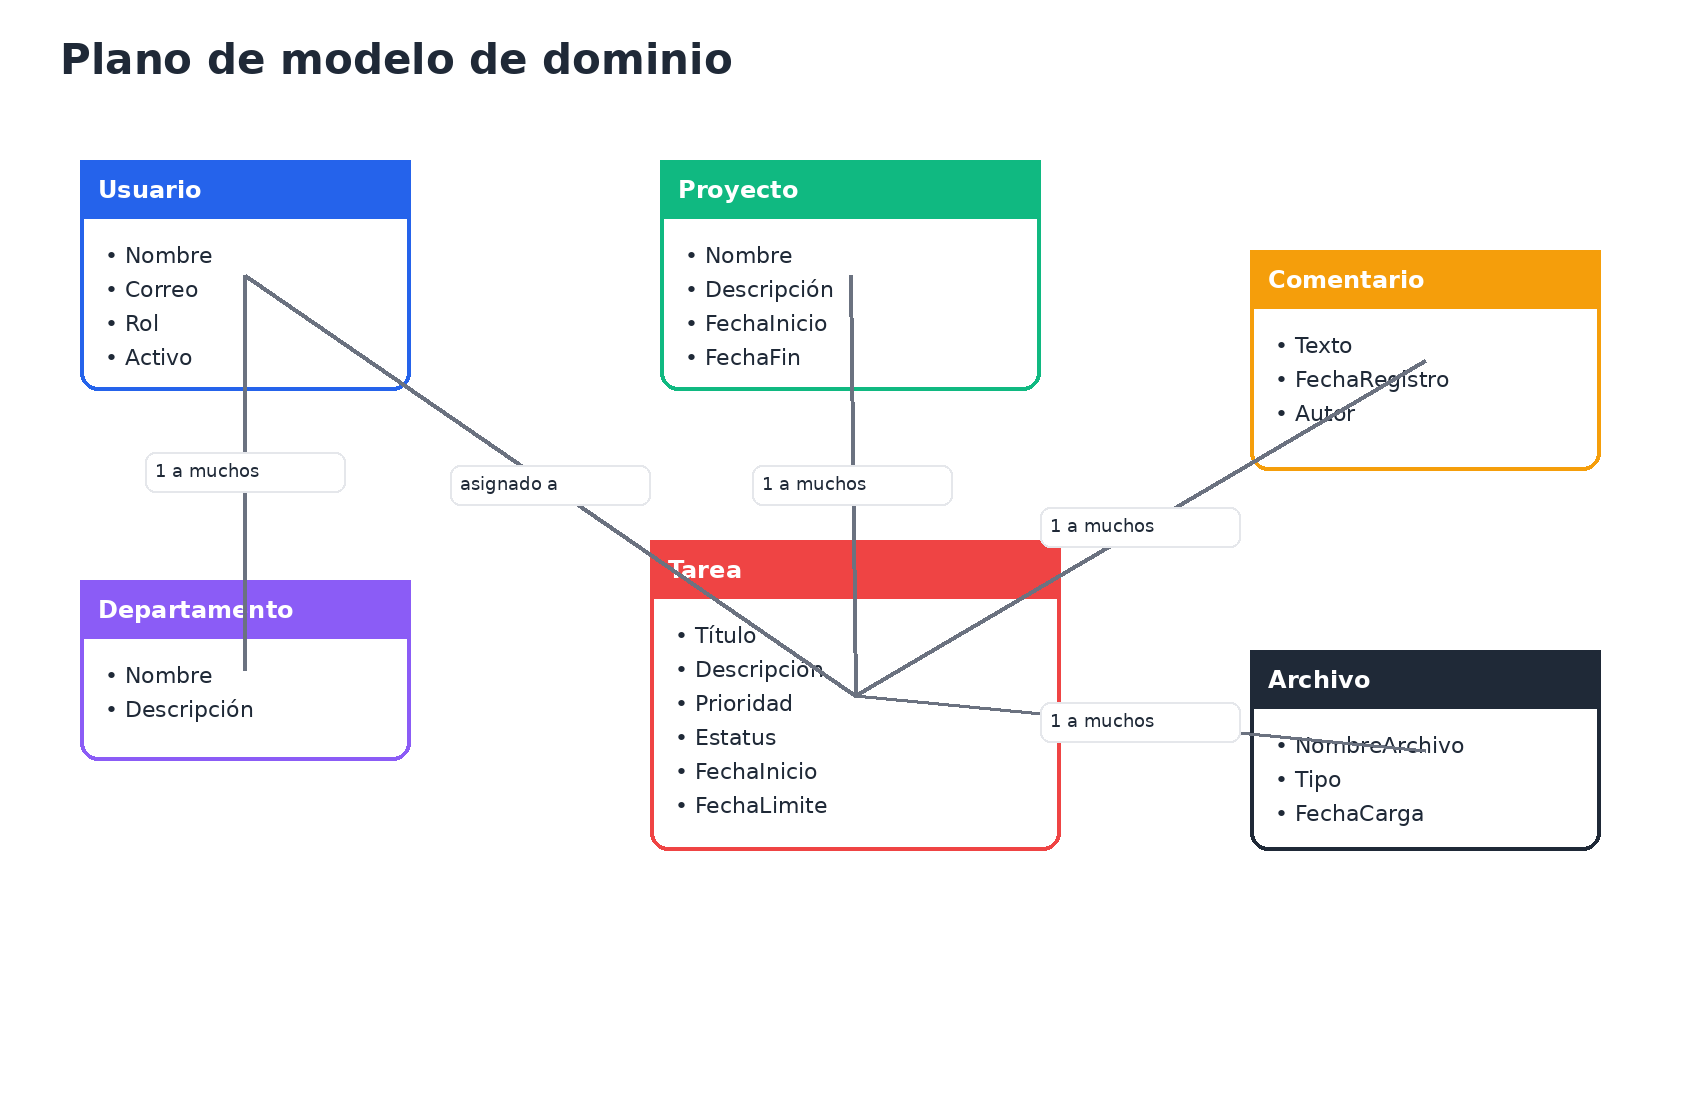 Plano de modelo de dominio
Usuario
• Nombre
• Correo
• Rol
• Activo
Proyecto
• Nombre
• Descripción
• FechaInicio
• FechaFin
Comentario
• Texto
• FechaRegistro
• Autor
1 a muchos
asignado a
1 a muchos
1 a muchos
Departamento
• Nombre
• Descripción
Tarea
• Título
• Descripción
• Prioridad
• Estatus
• FechaInicio
• FechaLimite
1 a muchos
Archivo
• NombreArchivo
• Tipo
• FechaCarga